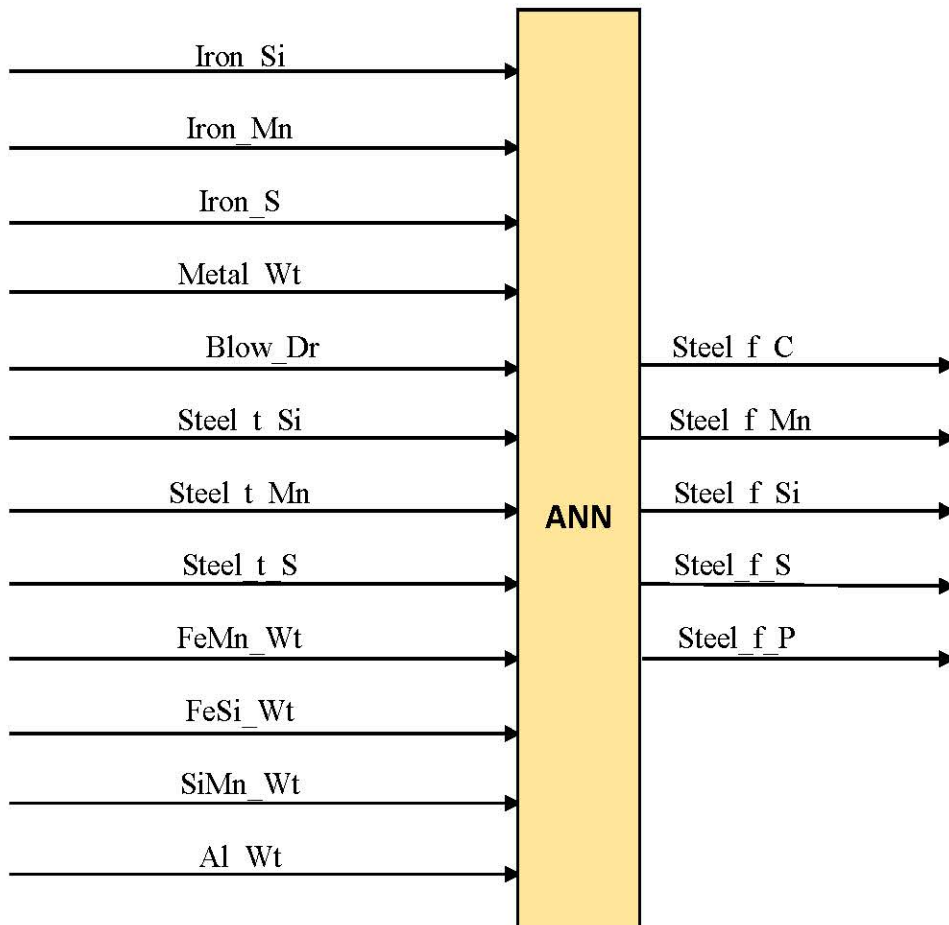 Iron_Si
Iron_Mn
Iron_S
Metal_Wt
Blow_Dr
Steel_t_Si
Steel_t_Mn
Steel_t_S
FeMn_Wt
FeSi_Wt
SiMn_Wt
Al_Wt
ANN
Steel_f_C
Steel_f_Mn
Steel_f_Si
Steel_f_S
Steel_f_P